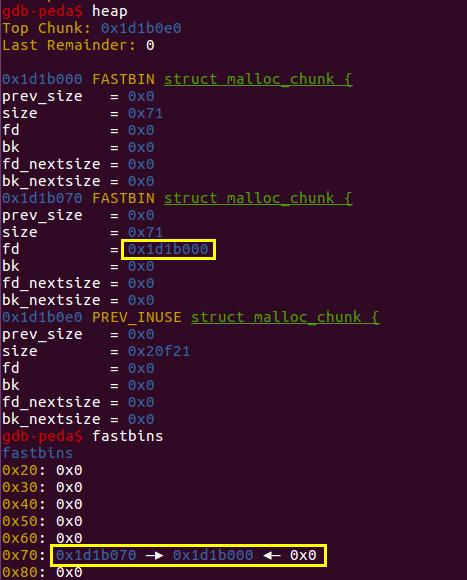 gdb-peda$ heap
Top Chunk: 0x1d1b0e0
Last Remainder: 0
0x1d1b000 FASTBIN struct malloc_chunk {
prev_size = 0x0
size = 0x71
fd = 0x0
bk = 0x0
fd_nextsize = 0x0
bk_nextsize = 0x0
0x1d1b070 FASTBIN struct malloc_chunk {
prev_size = 0x0
size = 0x71
fd = 0x1d1b000
bk = 0x0
fd_nextsize = 0x0
bk_nextsize = 0x0
0x1d1b0e0 PREV_INUSE struct malloc_chunk {
prev_size = 0x0
size = 0x20f21
fd = 0x0
bk = 0x0
fd_nextsize = 0x0
bk_nextsize = 0x0
gdb-peda$ fastbins
fastbins
0x20: 0x0
0x30: 0x0
0x40: 0x0
0x50: 0x0
0x60: 0x0
0x70: 0x1d1b070 —▸ 0x1d1b000 ◂— 0x0
0x80: 0x0